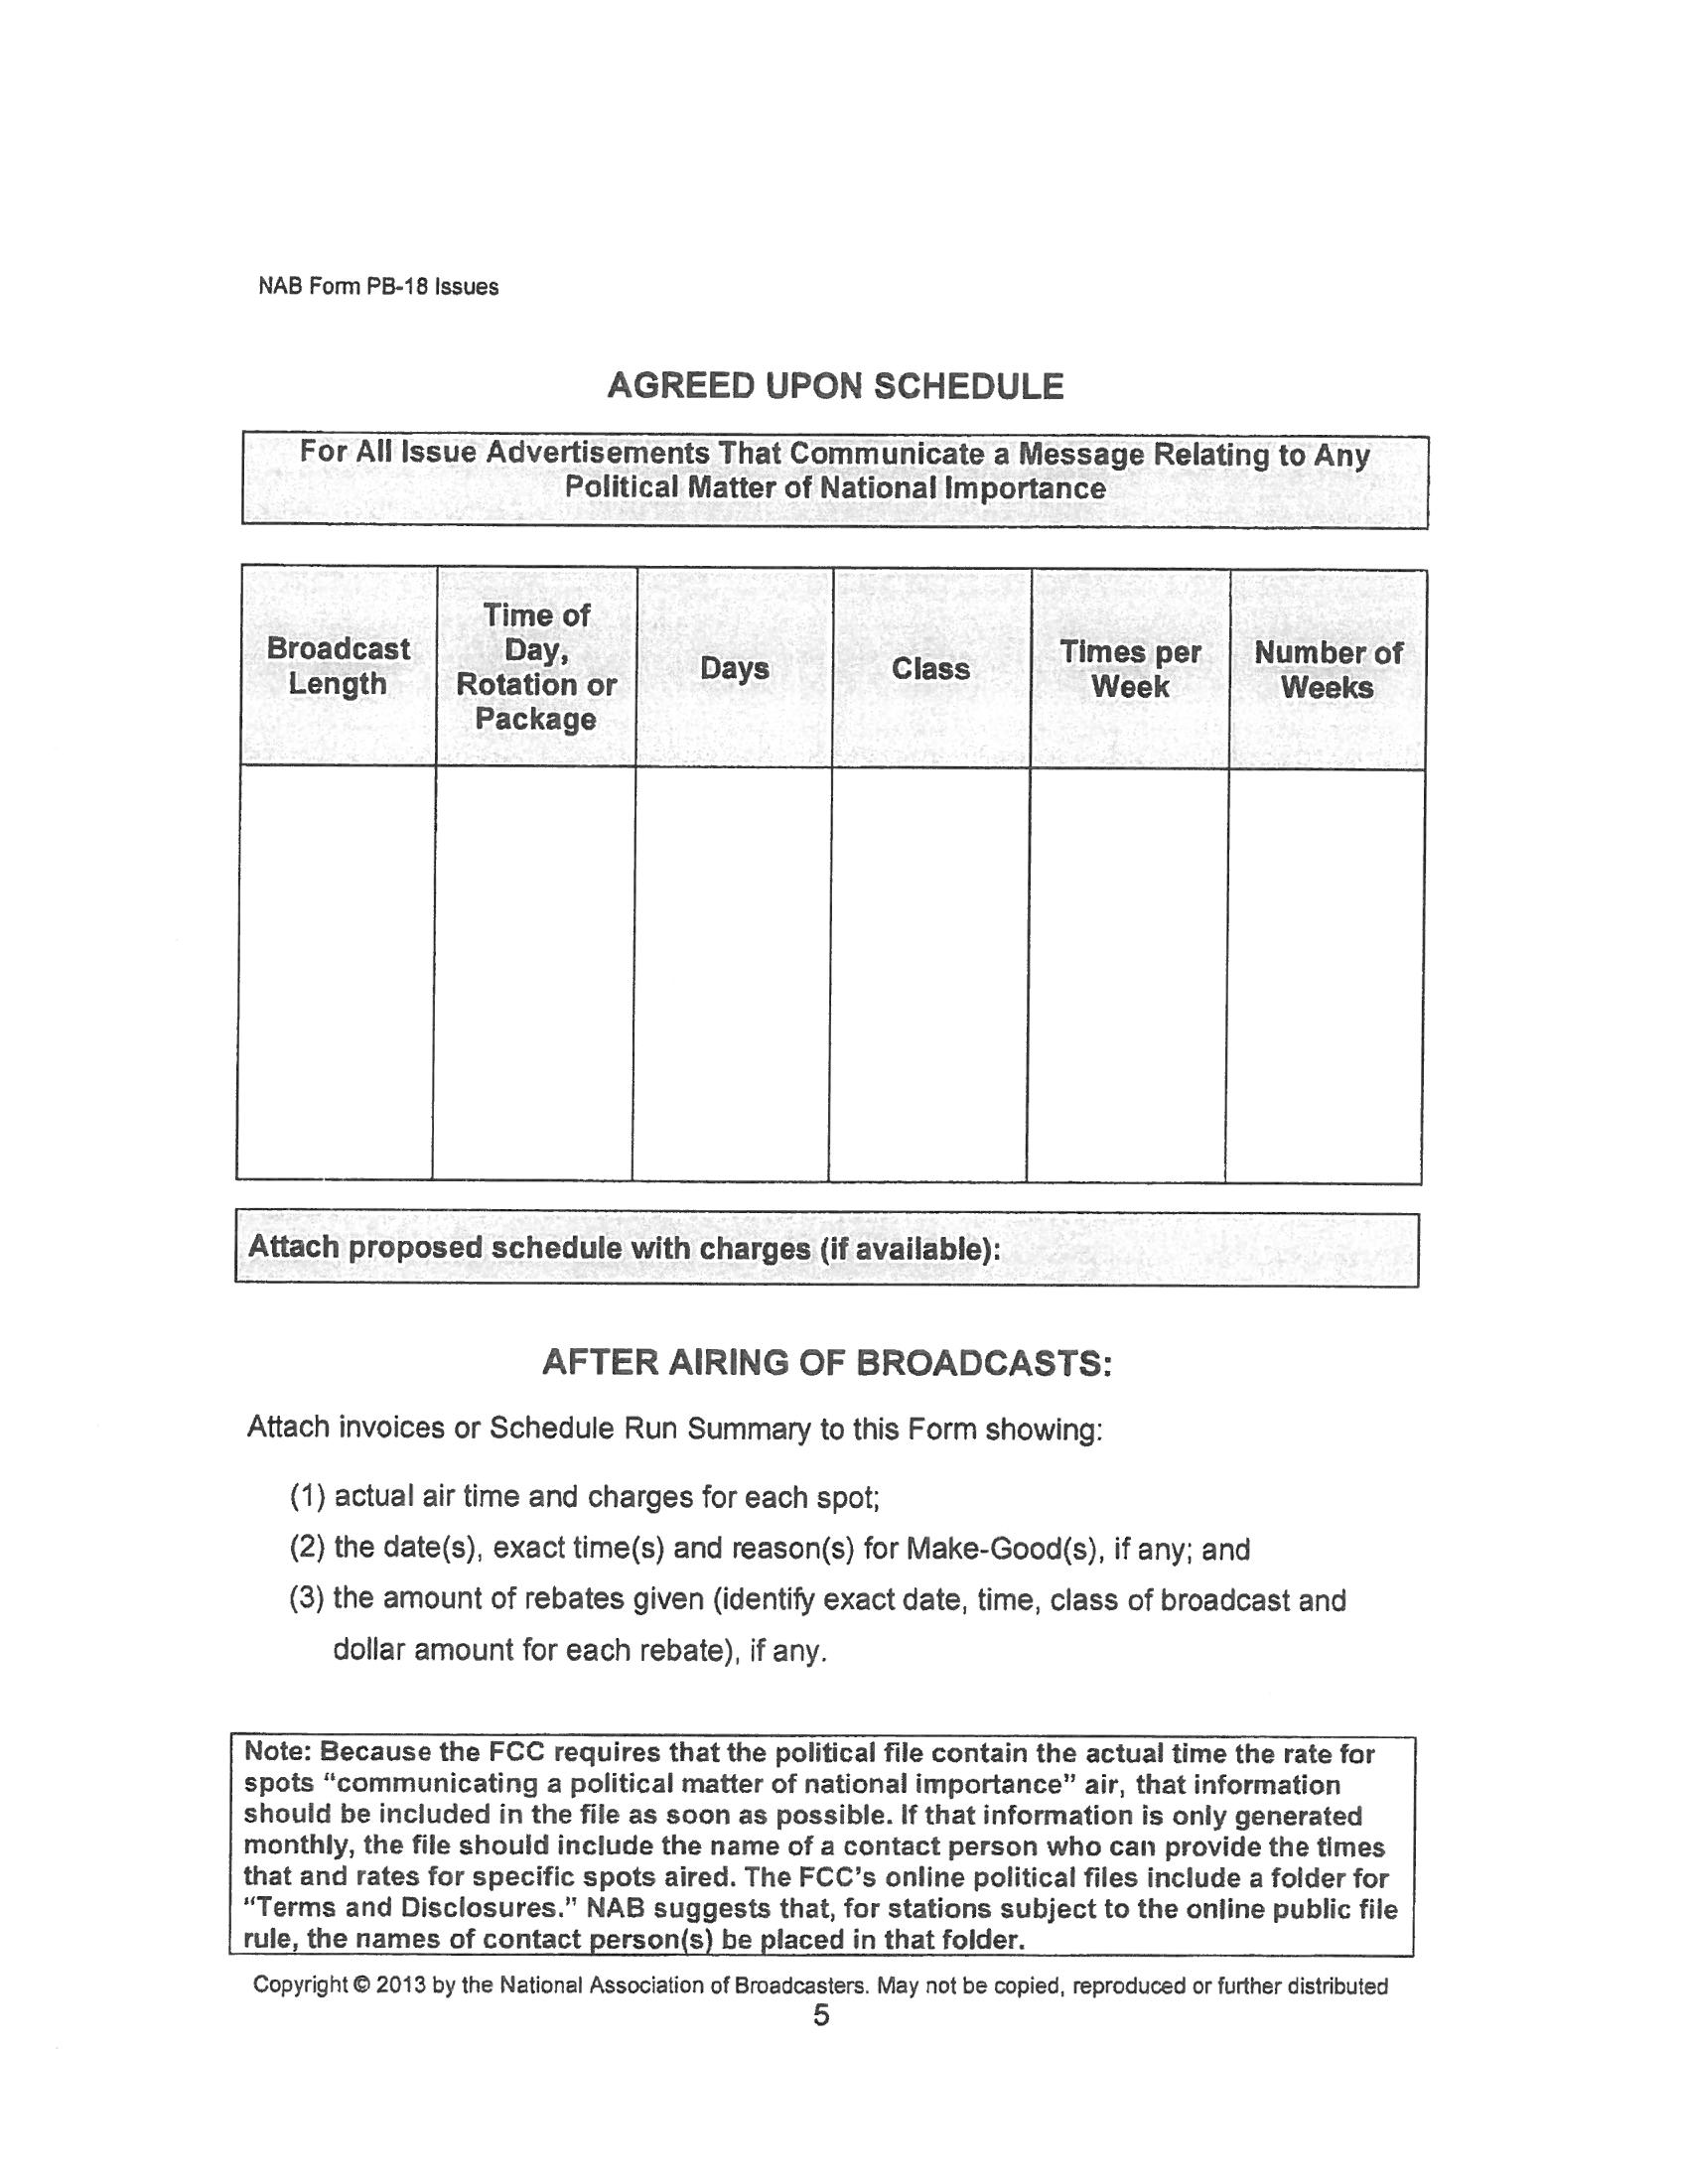 NAB Form PB-18 Issues
AGREED UPON SCHEDULE
For All Issue Advertisements That Communicate a Message Relating to Any
Political Matter of National Importance
Broadcast
Length
Time of
Day,
Rotation or
Package
Days
Class
Times per
Week
Number of
Weeks
Attach proposed schedule with charges (if available):
AFTER AIRING OF BROADCASTS:
Attach invoices or Schedule Run Summary to this Form showing:
(1) actual air time and charges for each spot;
(2) the date(s), exact time(s) and reason(s) for Make-Good(s), if any; and
(3) the amount of rebates given (identify exact date, time, class of broadcast and
dollar amount for each rebate), if any.
Note: Because the FCC requires that the political file contain the actual time the rate for
spots “communicating a political matter of national importance” air, that information
should be included in the file as soon as possible. If that information is only generated
monthly, the file should include the name of a contact person who can provide the times
that and rates for specific spots aired. The FCC’s online political files include a folder for
“Terms and Disclosures.” NAB suggests that, for stations subject to the online public file
rule, the names of contact person(s) be placed in that folder.
Copyright © 2013 by the National Association of Broadcasters. May not be copied, reproduced or further distributed
5